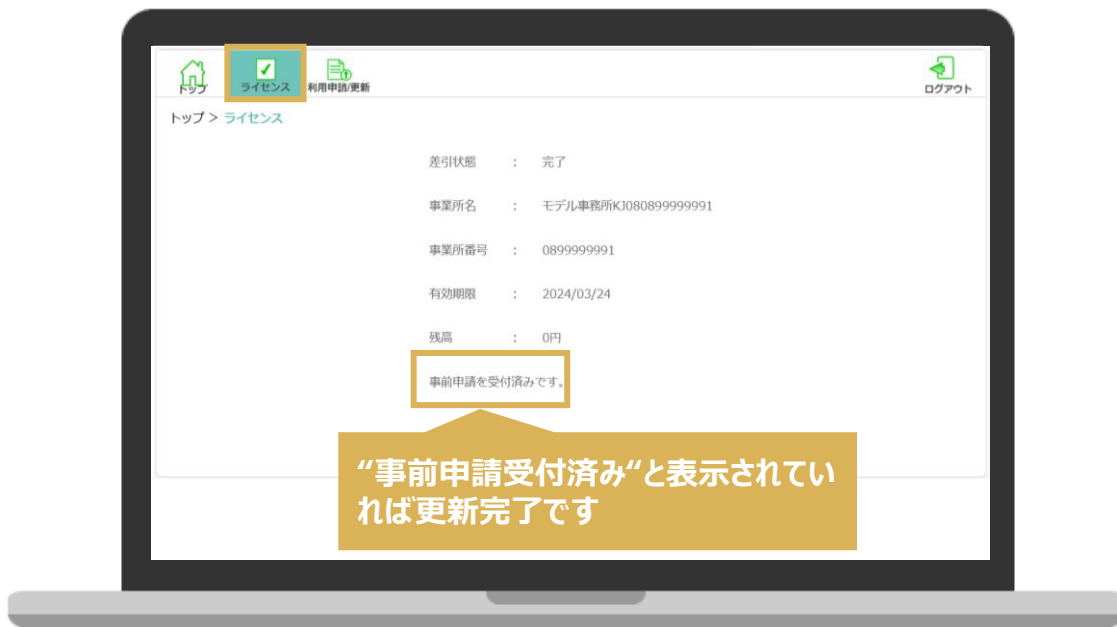 トップ
ライセンス
利用申請/更新
ログアウト
トップ > ライセンス
差引状態 : 完了
事業所名 : モデル事務所KJ080899999991
事業所番号 : 0899999991
有効期限 : 2024/03/24
残高 : 0円
事前申請を受付済みです。
“事前申請受付済み“と表示されてい
れば更新完了です